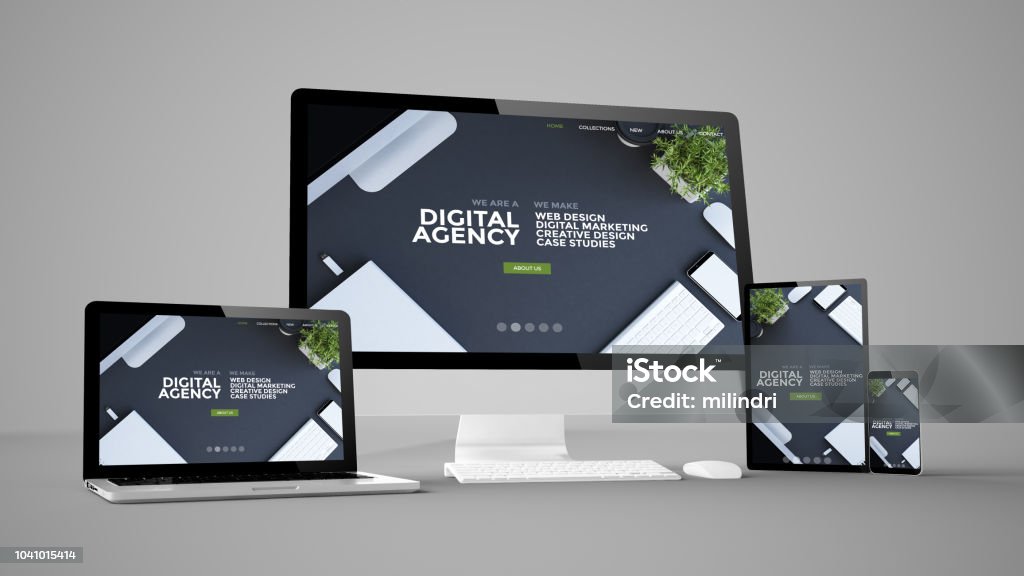 HOME COLLECTIONS NEW ABOUT US CONTACT
WE ARE A WE MAKE
DIGITAL AGENCY
WEB DESIGN
DIGITAL MARKETING
CREATIVE DESIGN
CASE STUDIES
ABOUT US
HOME COLLECTIONS NEW
WE ARE A WE MAKE
DIGITAL AGENCY
WEB DESIGN
DIGITAL MARKETING
CREATIVE DESIGN
CASE STUDIES
ABOUT US
WE ARE A WE MAKE
DIGITAL AGENCY
WEB DESIGN
DIGITAL MARKETING
CREATIVE DESIGN
CASE STUDIES
ABOUT US
DIGITAL
AGENCY
iStock™
milindri
1041015414